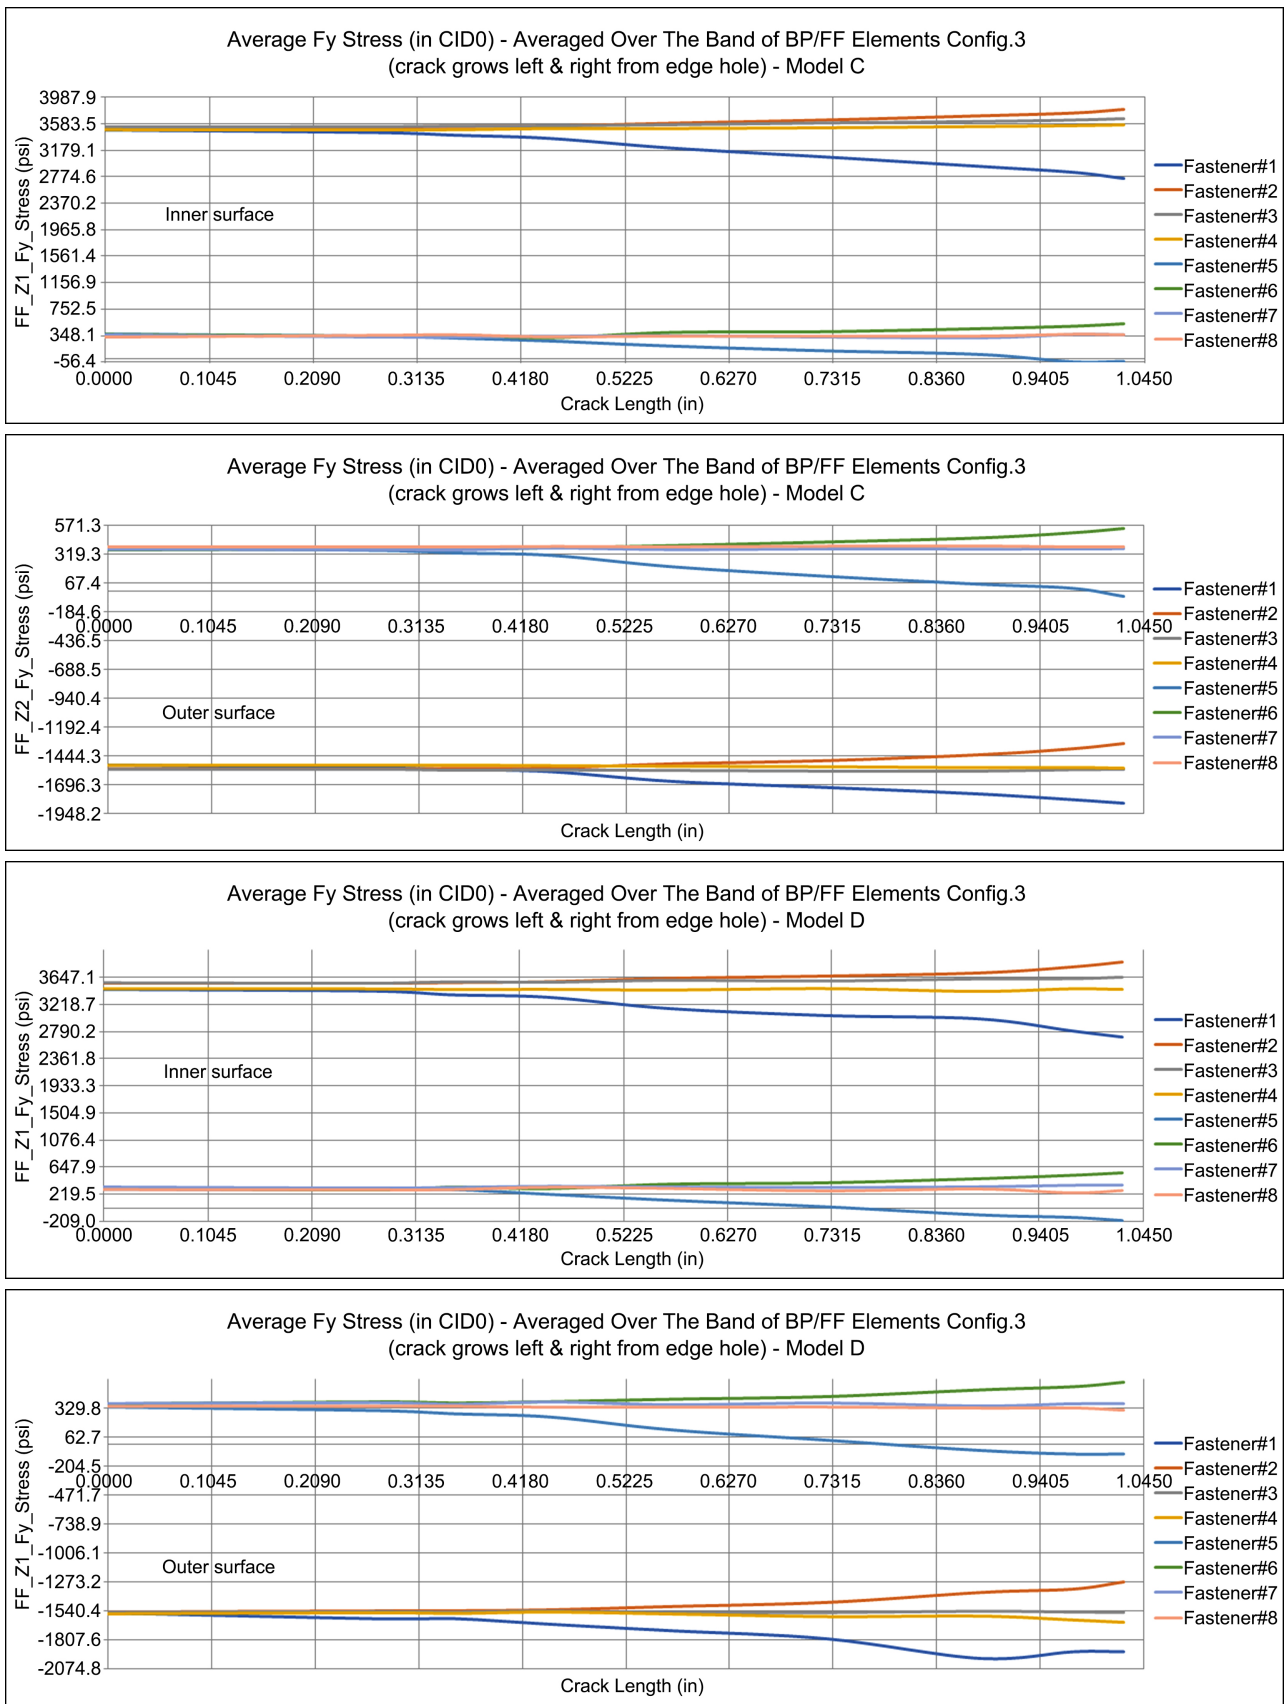 Average Fy Stress (in CID0) - Averaged Over The Band of BP/FF Elements Config.3
(crack grows left & right from edge hole) - Model C
FF_Z1_Fy_Stress (psi)
3987.9
3583.5
3179.1
2774.6
2370.2
1965.8
1561.4
1156.9
752.5
348.1
-56.4
Inner surface
0.0000 0.1045 0.2090 0.3135 0.4180 0.5225 0.6270 0.7315 0.8360 0.9405 1.0450
Crack Length (in)
Fastener#1
Fastener#2
Fastener#3
Fastener#4
Fastener#5
Fastener#6
Fastener#7
Fastener#8
Average Fy Stress (in CID0) - Averaged Over The Band of BP/FF Elements Config.3
(crack grows left & right from edge hole) - Model C
FF_Z2_Fy_Stress (psi)
571.3
319.3
67.4
-184.6
0.0000 0.1045 0.2090 0.3135 0.4180 0.5225 0.6270 0.7315 0.8360 0.9405 1.0450
-436.5
-688.5
-940.4
-1192.4
-1444.3
-1696.3
-1948.2
Outer surface
Crack Length (in)
Fastener#1
Fastener#2
Fastener#3
Fastener#4
Fastener#5
Fastener#6
Fastener#7
Fastener#8
Average Fy Stress (in CID0) - Averaged Over The Band of BP/FF Elements Config.3
(crack grows left & right from edge hole) - Model D
FF_Z1_Fy_Stress (psi)
3647.1
3218.7
2790.2
2361.8
1933.3
1504.9
1076.4
647.9
219.5
-209.0
Inner surface
0.0000 0.1045 0.2090 0.3135 0.4180 0.5225 0.6270 0.7315 0.8360 0.9405 1.0450
Crack Length (in)
Fastener#1
Fastener#2
Fastener#3
Fastener#4
Fastener#5
Fastener#6
Fastener#7
Fastener#8
Average Fy Stress (in CID0) - Averaged Over The Band of BP/FF Elements Config.3
(crack grows left & right from edge hole) - Model D
FF_Z1_Fy_Stress (psi)
329.8
62.7
-204.5
0.0000 0.1045 0.2090 0.3135 0.4180 0.5225 0.6270 0.7315 0.8360 0.9405 1.0450
-471.7
-738.9
-1006.1
-1273.2
-1540.4
-1807.6
-2074.8
Outer surface
Crack Length (in)
Fastener#1
Fastener#2
Fastener#3
Fastener#4
Fastener#5
Fastener#6
Fastener#7
Fastener#8